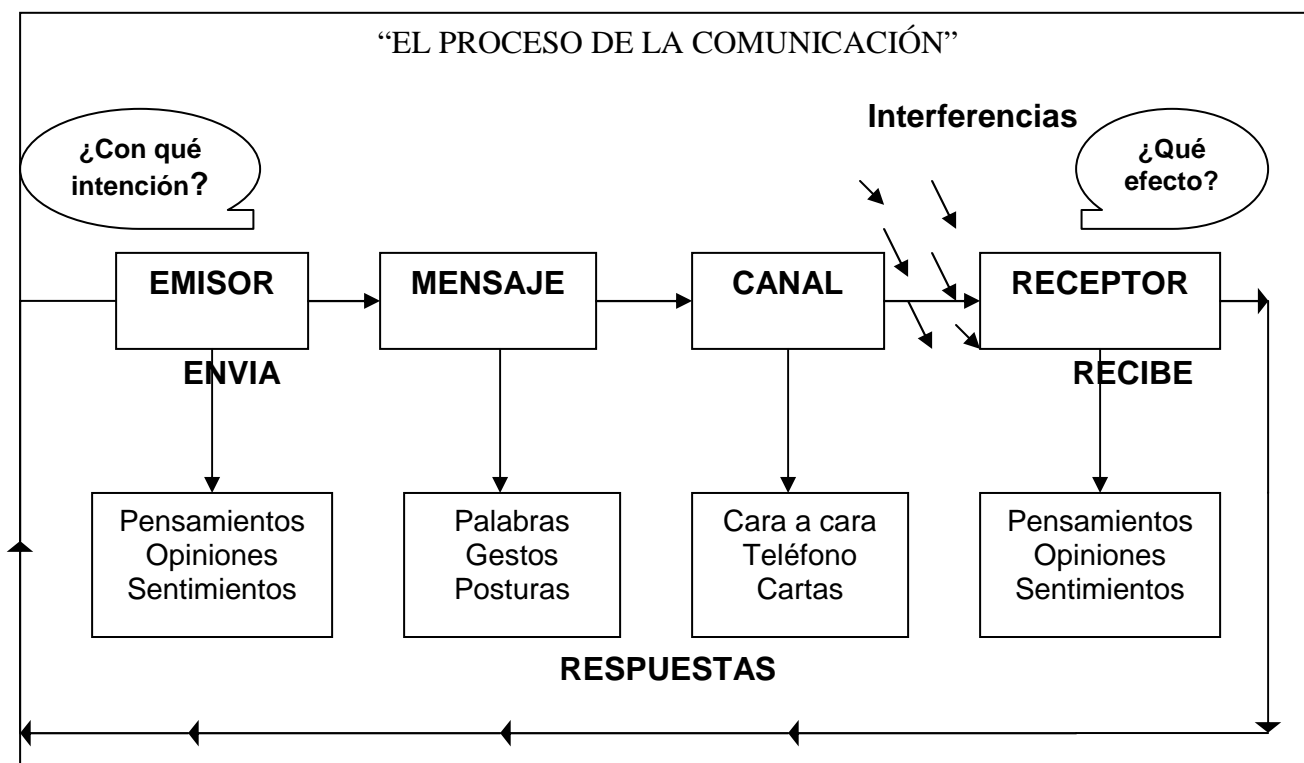 “EL PROCESO DE LA COMUNICACIÓN”
Interferencias
¿Con qué
intención?
¿Qué
efecto?
EMISOR
MENSAJE
CANAL
RECEPTOR
ENVIA
RECIBE
Pensamientos
Opiniones
Sentimientos
Palabras
Gestos
Posturas
Cara a cara
Teléfono
Cartas
Pensamientos
Opiniones
Sentimientos
RESPUESTAS